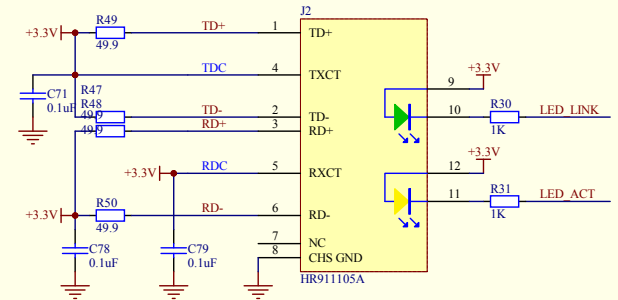 J2
R49
+3.3V
49.9
TD+
1
TD+
TDC
4
TXCT
C71
0.1uF
R47
R48
49.9
49.9
TD-
2
TD-
RD+
3
RD+
+3.3V
RDC
5
RXCT
R50
+3.3V
49.9
RD-
6
RD-
C78
0.1uF
C79
0.1uF
7
NC
8
CHS GND
HR911105A
+3.3V
9
10
R30
1K
LED_LINK
+3.3V
12
11
R31
1K
LED_ACT